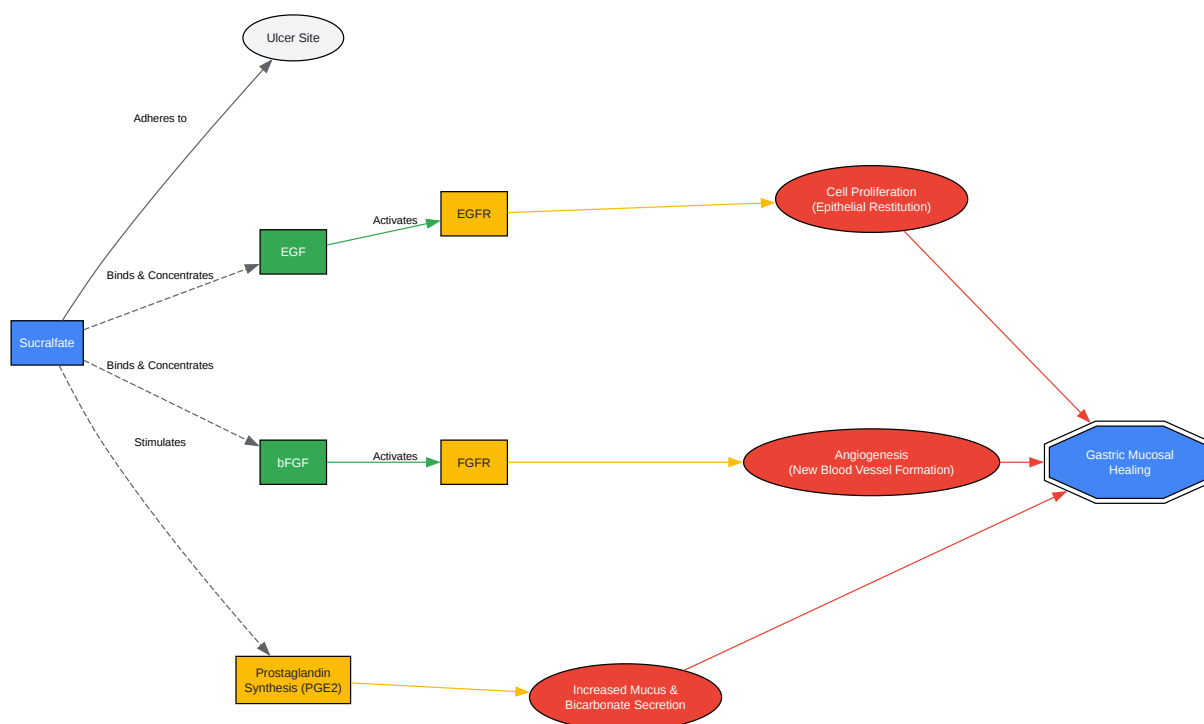 Ulcer Site
Adheres to
Cell Proliferation
(Epithelial Restitution)
EGFR
Activates
EGF
Binds & Concentrates
Sucralfate
Binds & Concentrates
Stimulates
bFGF
Activates
FGFR
Angiogenesis
(New Blood Vessel Formation)
Gastric Mucosal
Healing
Prostaglandin
Synthesis (PGE2)
Increased Mucus &
Bicarbonate Secretion